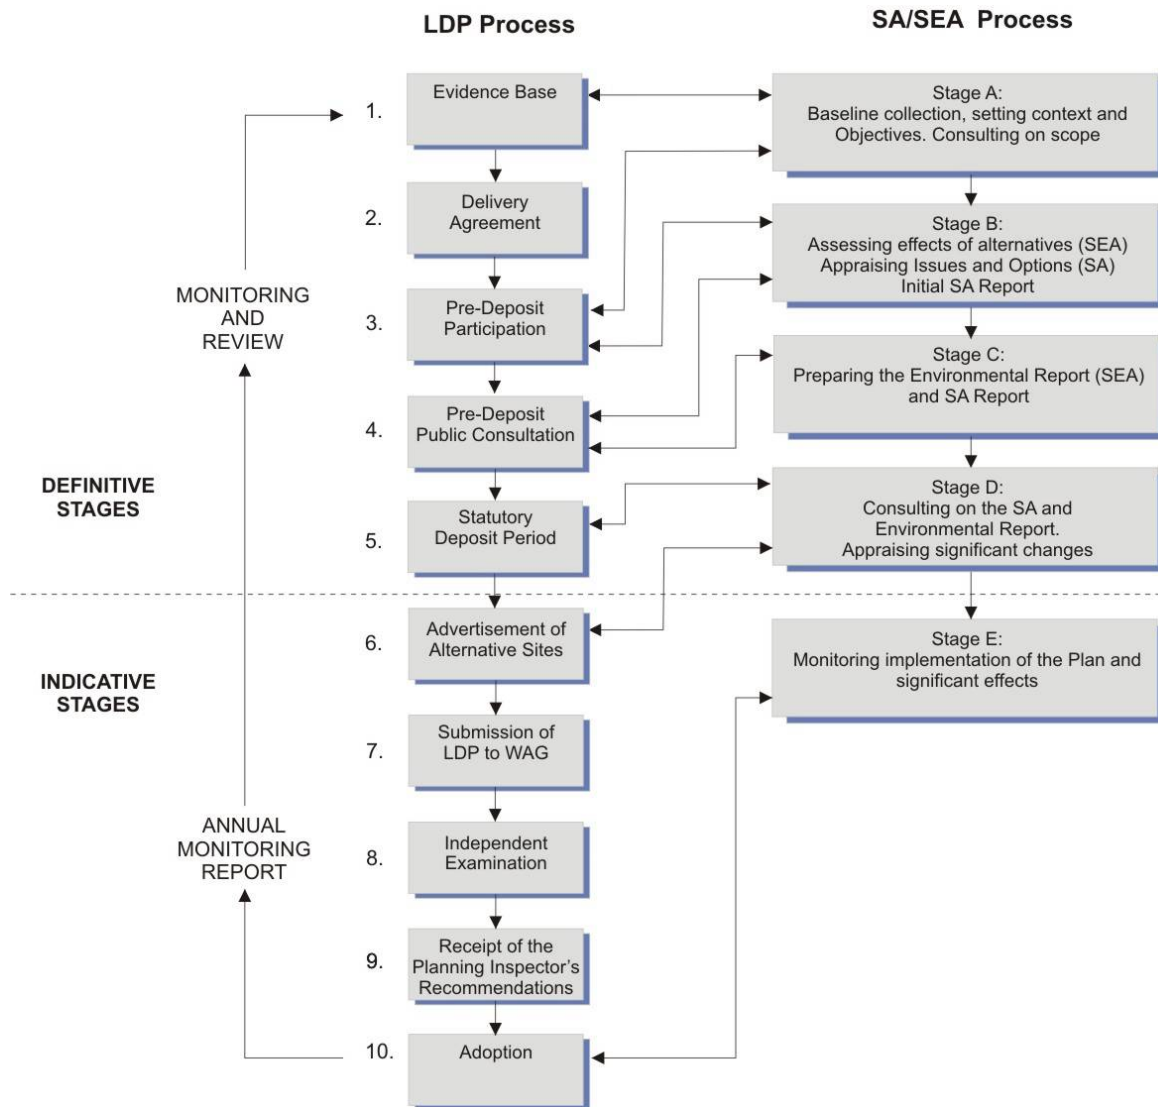 LDP Process
SA/SEA Process
1.
Evidence Base
2.
Delivery
Agreement
3.
Pre-Deposit
Participation
4.
Pre-Deposit
Public Consultation
5.
Statutory
Deposit Period
6.
Advertisement of
Alternative Sites
7.
Submission of
LDP to WAG
8.
Independent
Examination
9.
Receipt of the
Planning Inspector's
Recommendations
10.
Adoption
Stage A:
Baseline collection, setting context and
Objectives. Consulting on scope
Stage B:
Assessing effects of alternatives (SEA)
Appraising Issues and Options (SA)
Initial SA Report
Stage C:
Preparing the Environmental Report (SEA)
and SA Report
Stage D:
Consulting on the SA and
Environmental Report.
Appraising significant changes
Stage E:
Monitoring implementation of the Plan and
significant effects
MONITORING
AND
REVIEW
DEFINITIVE
STAGES
INDICATIVE
STAGES
ANNUAL
MONITORING
REPORT